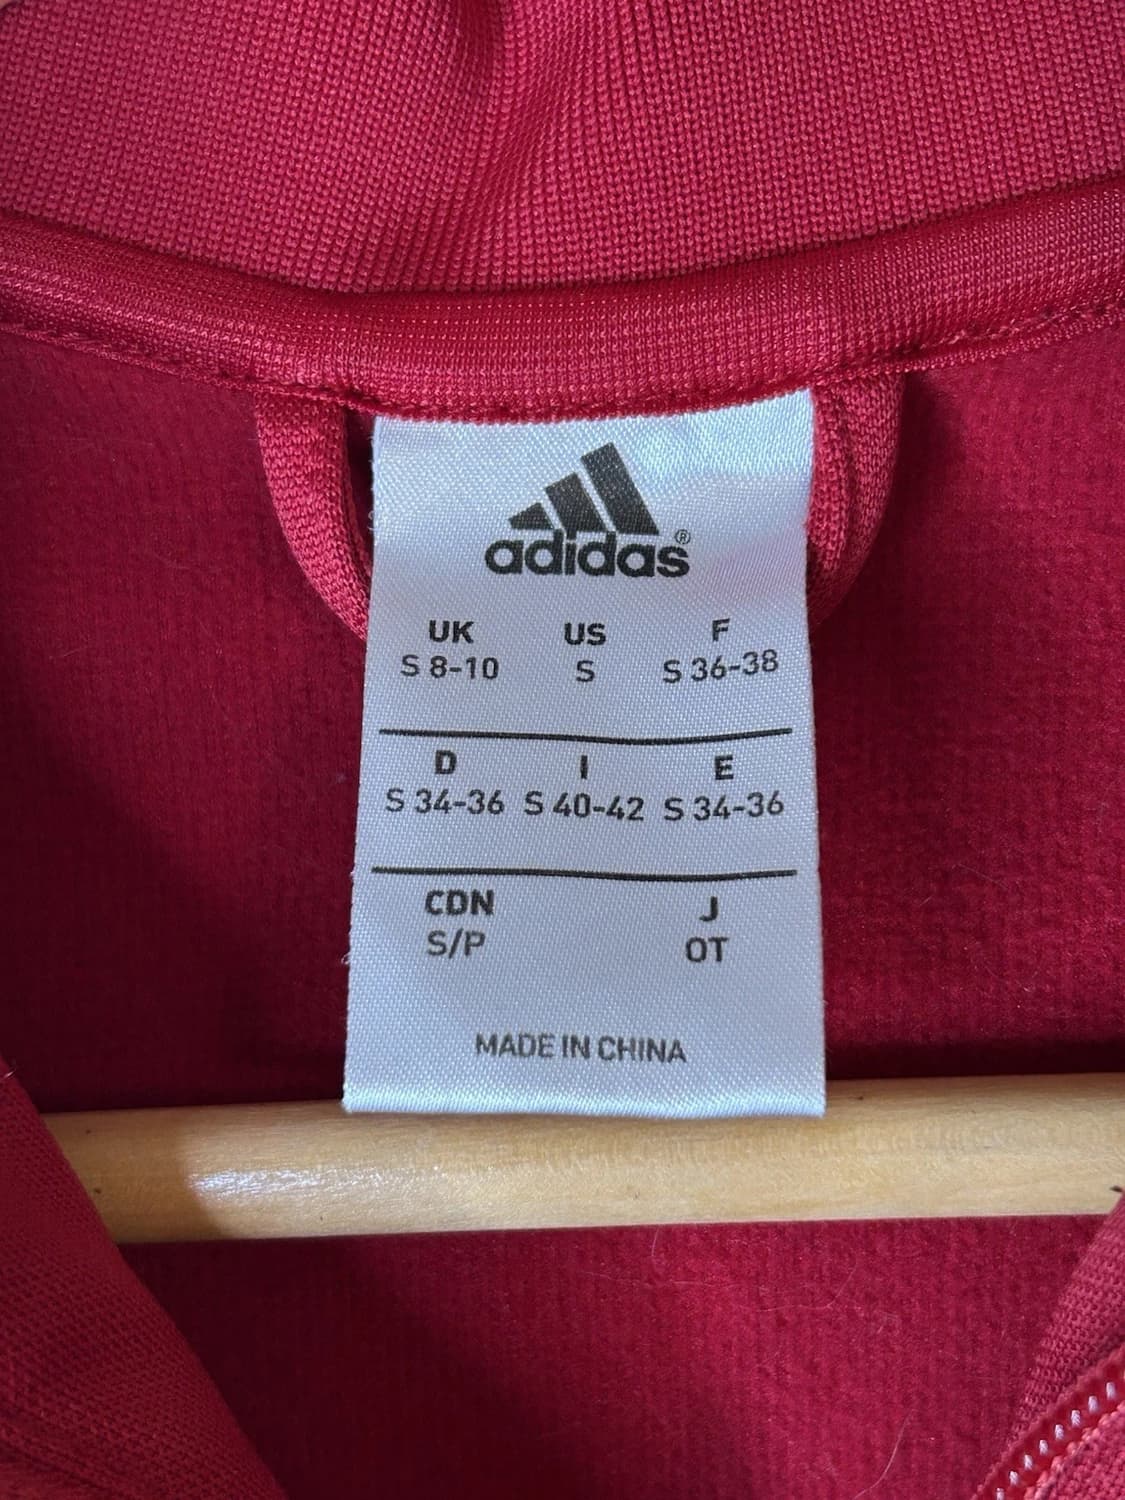 adidas®
UK US F
S 8-10 S S 36-38
D I E
S 34-36 S 40-42 S 34-36
CDN J
S/P OT
MADE IN CHINA